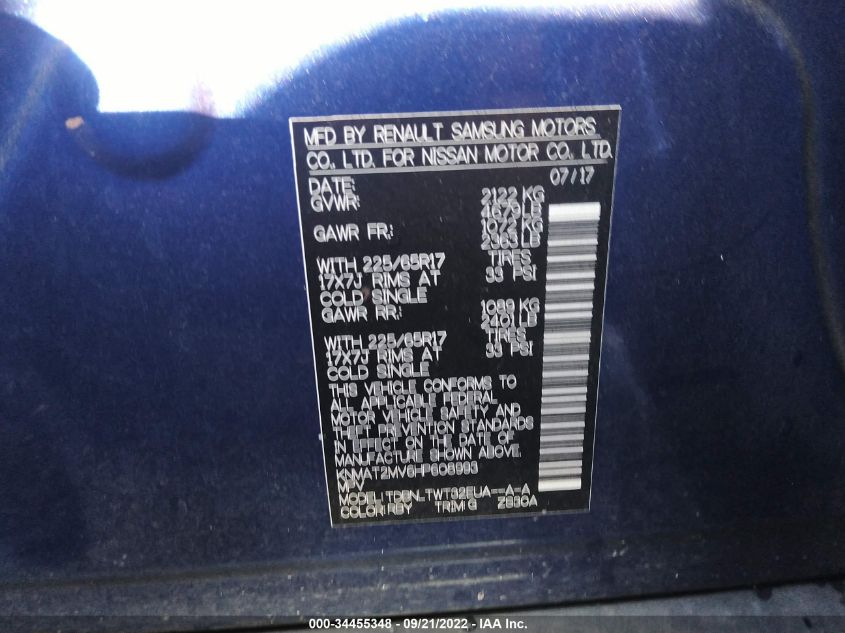 MFD BY RENAULT SAMSUNG MOTORS
CO., LTD. FOR NISSAN MOTOR CO., LTD.
DATE: 07/17
GVWR: 2122 KG
4679 LB
GAWR FR: 1072 KG
2363 LB
WITH 225/65R17 TIRES
17X7J RIMS AT 33 PSI
COLD SINGLE
GAWR RR: 1089 KG
2401 LB
WITH 225/65R17 TIRES
17X7J RIMS AT 33 PSI
COLD SINGLE
THIS VEHICLE CONFORMS TO
ALL APPLICABLE FEDERAL
MOTOR VEHICLE SAFETY AND
THEFT PREVENTION STANDARDS
IN EFFECT ON THE DATE OF
MANUFACTURE SHOWN ABOVE.
KNMAT2MV6HP608993
MPV
MODEL:
COLOR:RBY TRIM:G
000-34455348 - 09/21/2022 - IAA Inc.